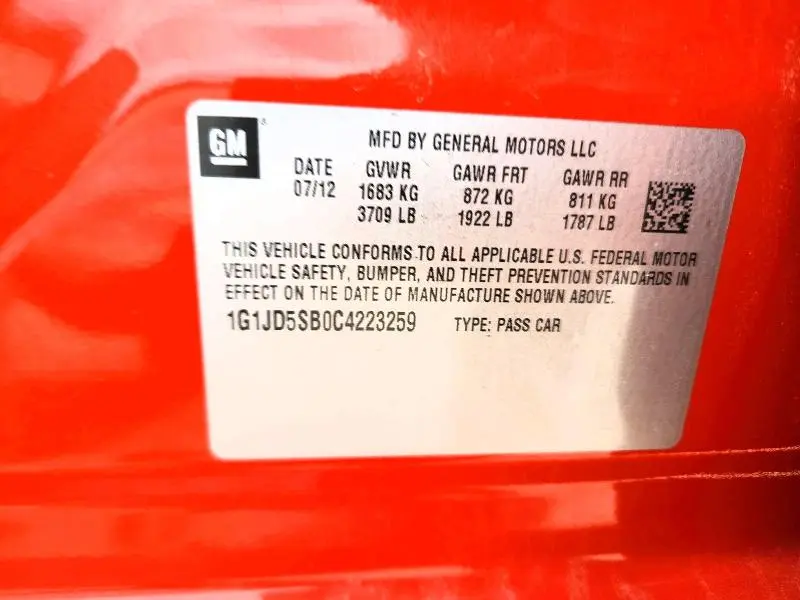 GM
MFD BY GENERAL MOTORS LLC
DATE GVWR GAWR FRT GAWR RR
07/12 1683 KG 872 KG 811 KG
3709 LB 1922 LB 1787 LB
THIS VEHICLE CONFORMS TO ALL APPLICABLE U.S. FEDERAL MOTOR
VEHICLE SAFETY, BUMPER, AND THEFT PREVENTION STANDARDS IN
EFFECT ON THE DATE OF MANUFACTURE SHOWN ABOVE.
1G1JD5SB0C4223259 TYPE: PASS CAR